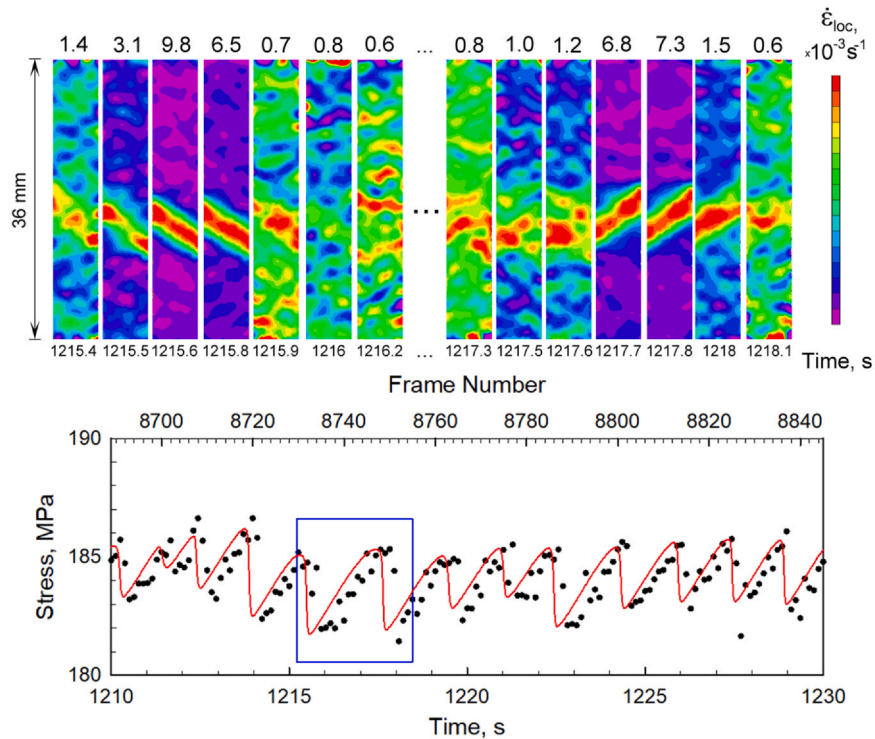 1.4 3.1 9.8 6.5 0.7 0.8 0.6 ... 0.8 1.0 1.2 6.8 7.3 1.5 0.6
ε̇loc,
×10⁻³s⁻¹
36 mm
...
1215.4 1215.5 1215.6 1215.8 1215.9 1216 1216.2 ... 1217.3 1217.5 1217.6 1217.7 1217.8 1218 1218.1 Time, s
Frame Number
8700 8720 8740 8760 8780 8800 8820 8840
190
185
180
Stress, MPa
1210 1215 1220 1225 1230
Time, s